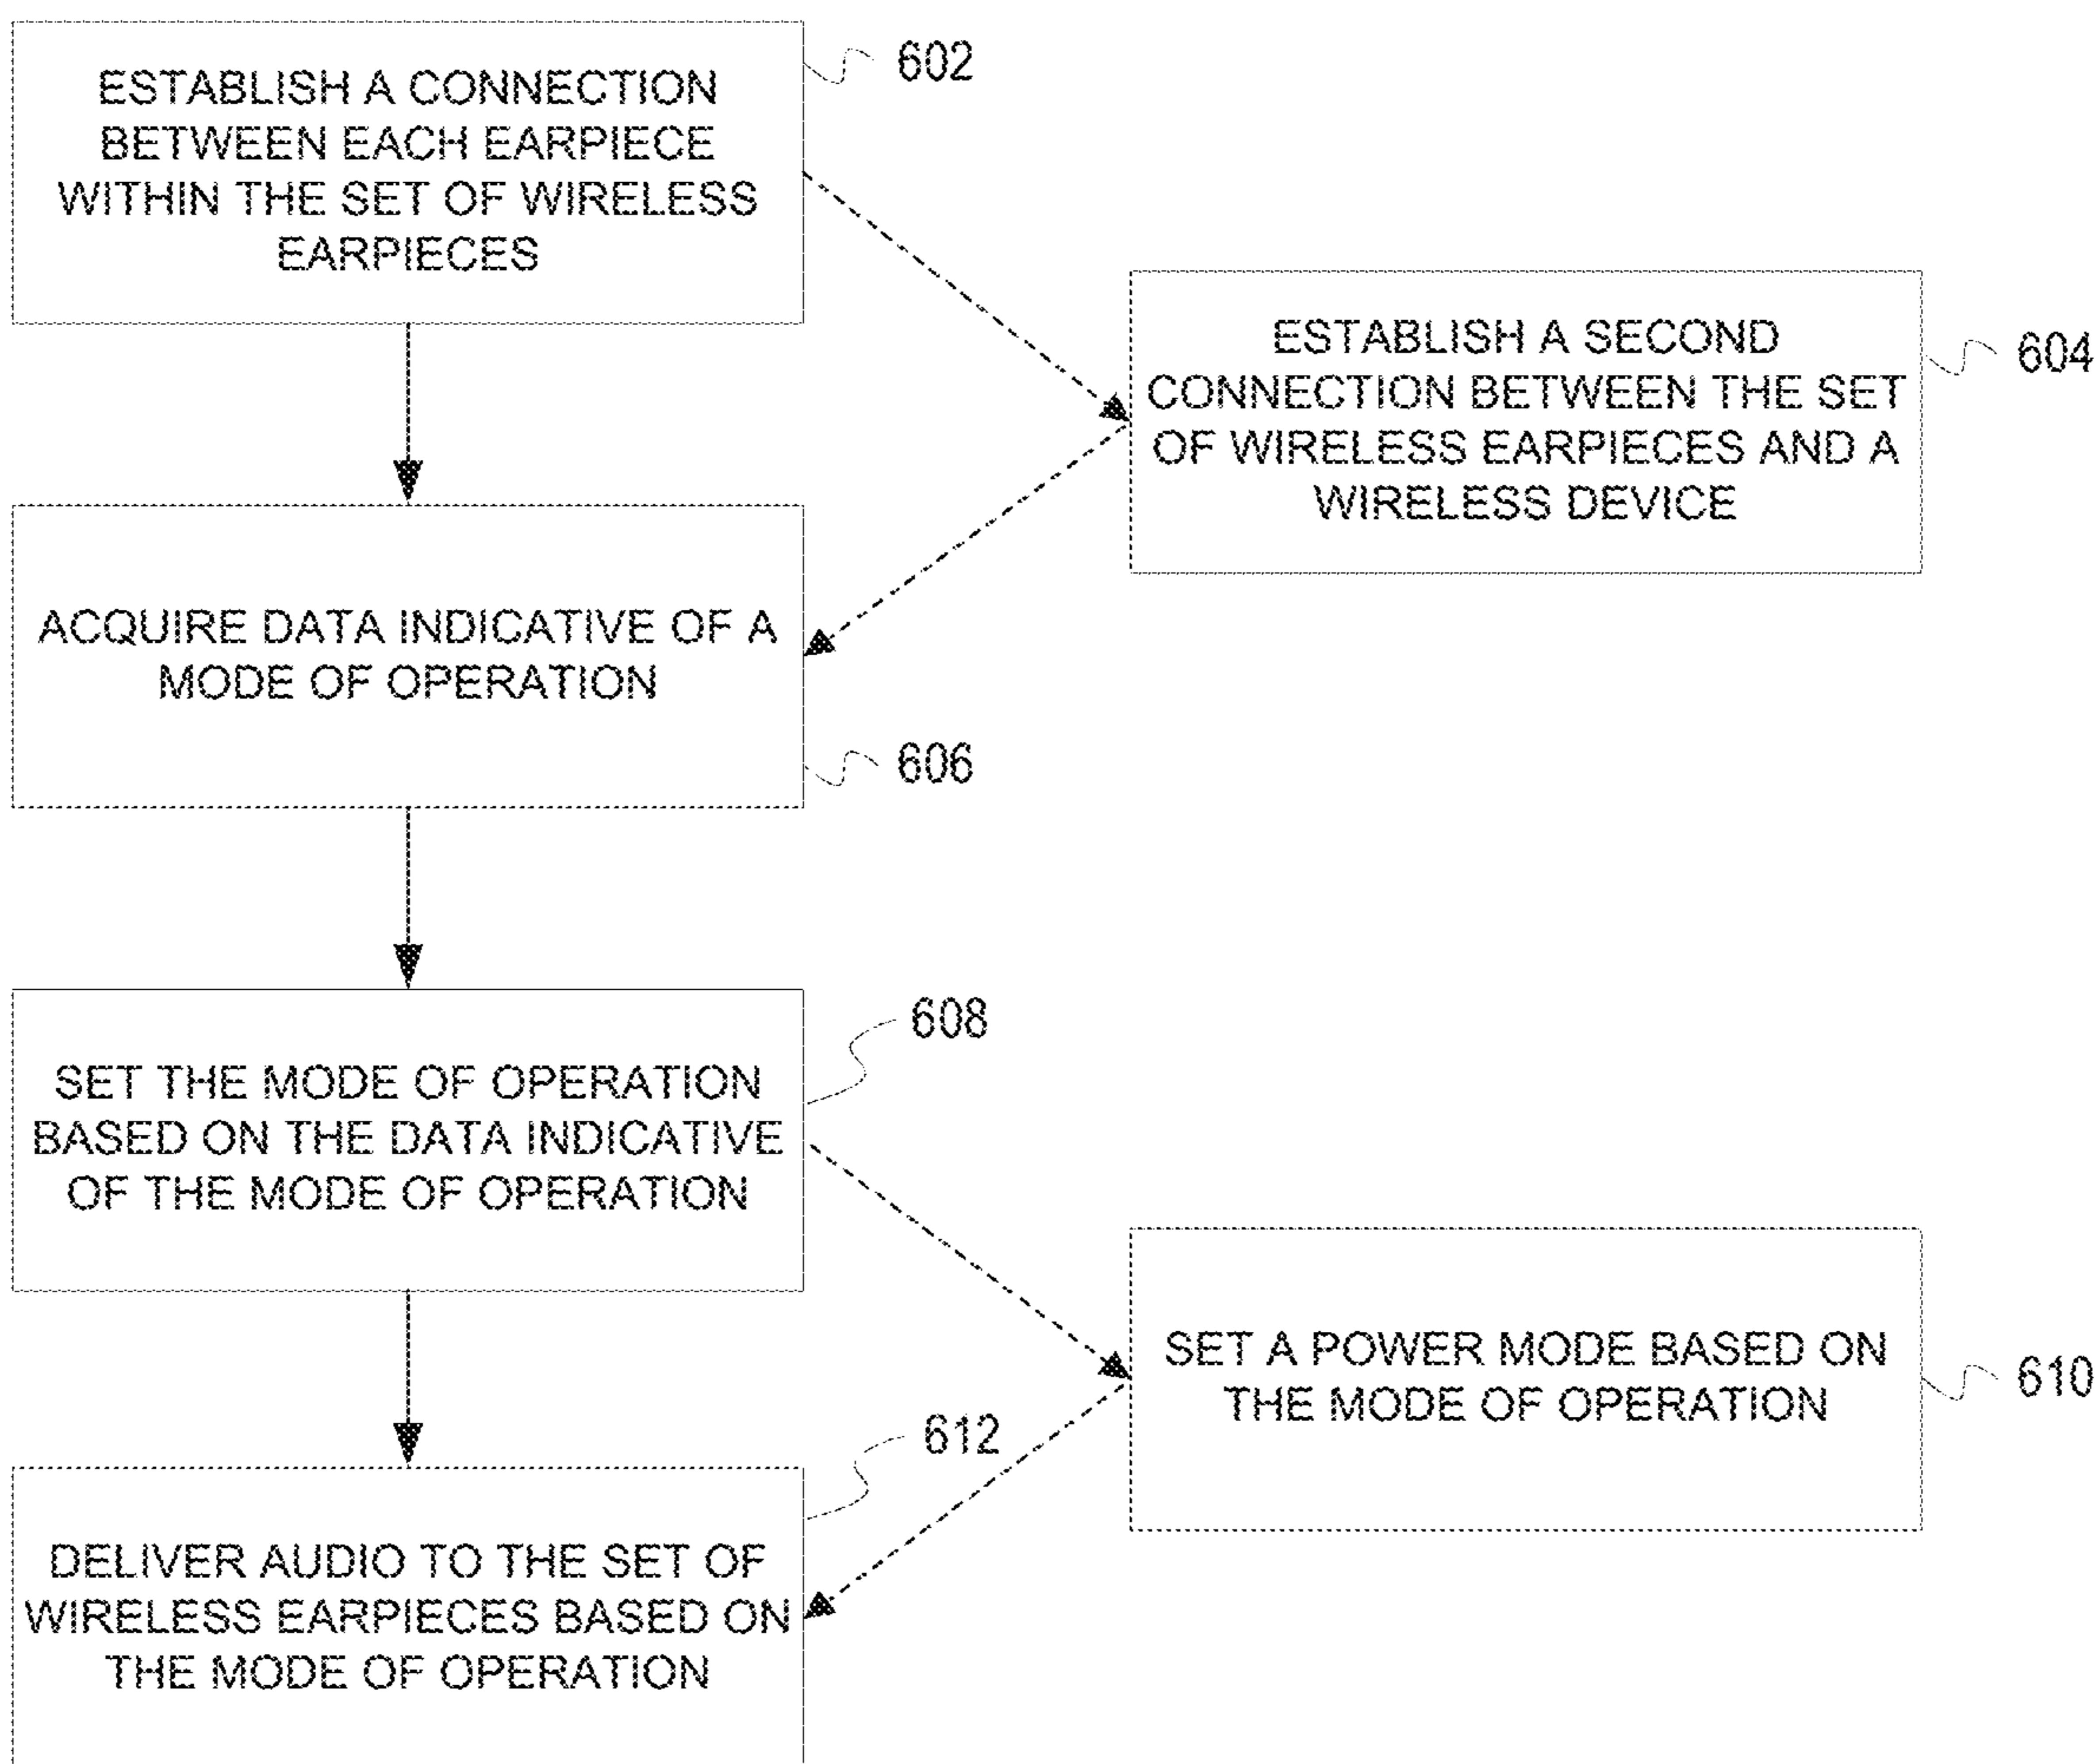 ESTABLISH A CONNECTION
BETWEEN EACH EARPIECE
WITHIN THE SET OF WIRELESS
EARPIECES
602
ESTABLISH A SECOND
CONNECTION BETWEEN THE SET
OF WIRELESS EARPIECES AND A
WIRELESS DEVICE
604
ACQUIRE DATA INDICATIVE OF A
MODE OF OPERATION
606
SET THE MODE OF OPERATION
BASED ON THE DATA INDICATIVE
OF THE MODE OF OPERATION
608
SET A POWER MODE BASED ON
THE MODE OF OPERATION
610
DELIVER AUDIO TO THE SET OF
WIRELESS EARPIECES BASED ON
THE MODE OF OPERATION
612